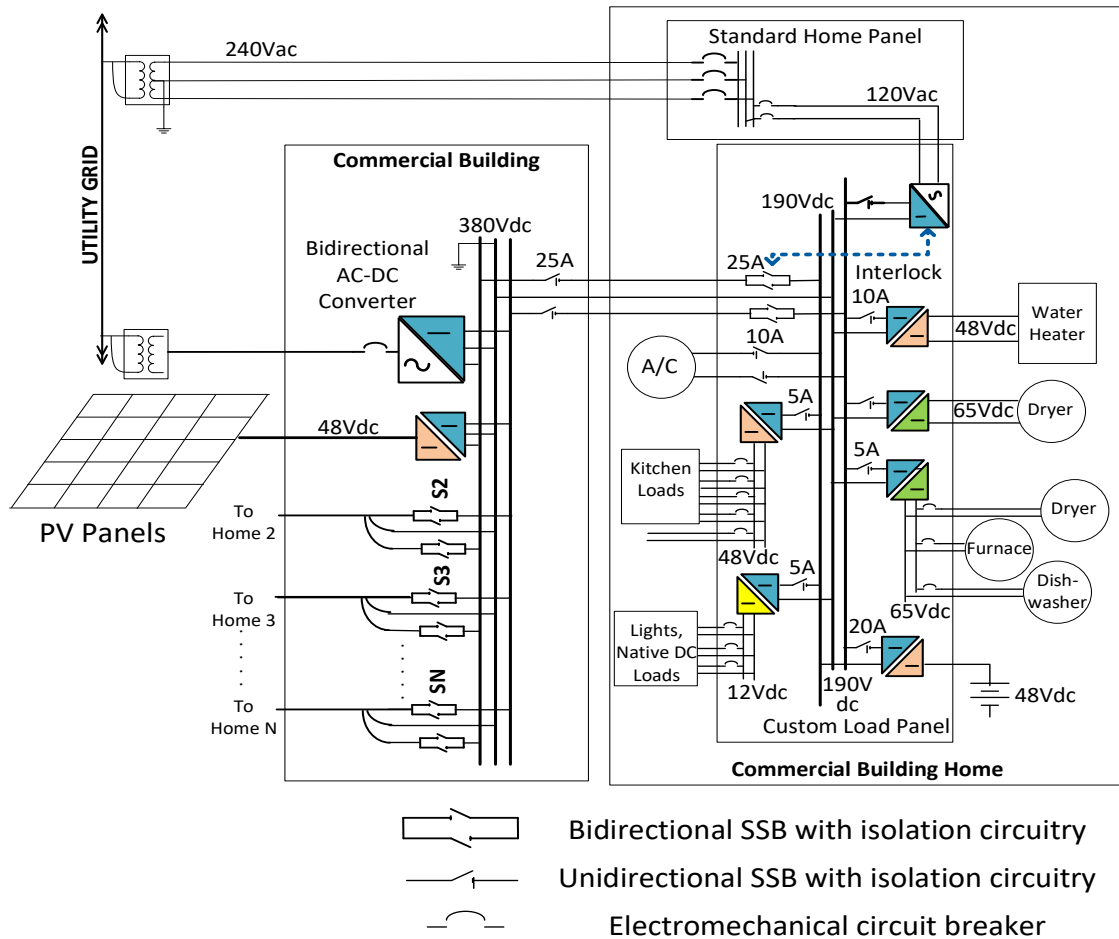 Standard Home Panel
240Vac
120Vac
UTILITY GRID
Commercial Building
380Vdc
190Vdc
Bidirectional
AC-DC
Converter
25A
25A
Interlock
10A
Water
Heater
48Vdc
10A
A/C
5A
Dryer
65Vdc
48Vdc
PV Panels
Kitchen
Loads
5A
Dryer
Furnace
Dish-
washer
65Vdc
48Vdc
S2
To
Home 2
S3
To
Home 3
SN
To
Home N
5A
Lights,
Native DC
Loads
12Vdc
20A
190V
dc
48Vdc
Custom Load Panel
Commercial Building Home
Bidirectional SSB with isolation circuitry
Unidirectional SSB with isolation circuitry
Electromechanical circuit breaker